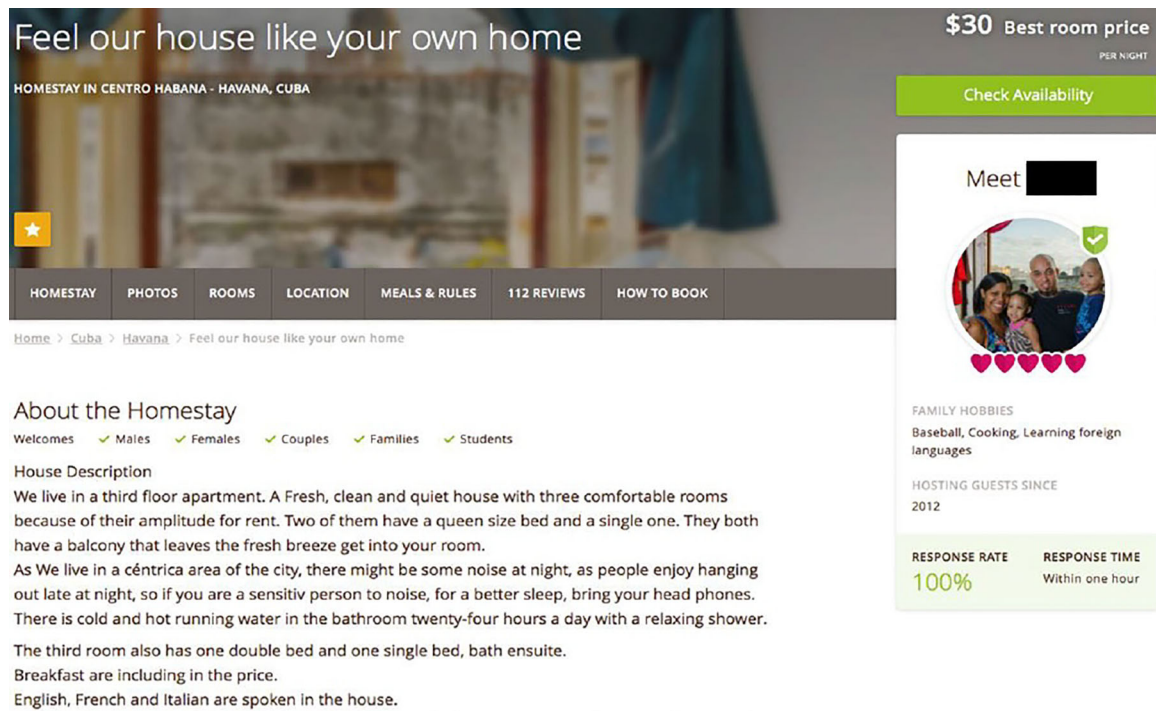 Feel our house like your own home
HOMESTAY IN CENTRO HABANA - HAVANA, CUBA
$30 Best room price
PER NIGHT
Check Availability
Meet
HOMESTAY
PHOTOS
ROOMS
LOCATION
MEALS & RULES
112 REVIEWS
HOW TO BOOK
Home > Cuba > Havana > Feel our house like your own home
About the Homestay
Welcomes ✓ Males ✓ Females ✓ Couples ✓ Families ✓ Students
House Description
We live in a third floor apartment. A Fresh, clean and quiet house with three comfortable rooms
because of their amplitude for rent. Two of them have a queen size bed and a single one. They both
have a balcony that leaves the fresh breeze get into your room.
As We live in a céntrica area of the city, there might be some noise at night, as people enjoy hanging
out late at night, so if you are a sensitiv person to noise, for a better sleep, bring your head phones.
There is cold and hot running water in the bathroom twenty-four hours a day with a relaxing shower.
The third room also has one double bed and one single bed, bath ensuite.
Breakfast are including in the price.
English, French and Italian are spoken in the house.
FAMILY HOBBIES
Baseball, Cooking, Learning foreign
languages
HOSTING GUESTS SINCE
2012
RESPONSE RATE
100%
RESPONSE TIME
Within one hour